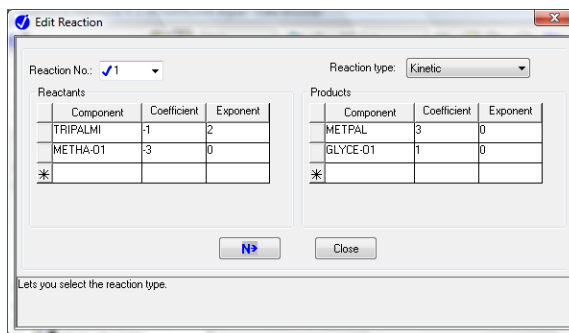 Edit Reaction
Reaction No.: 1 Reaction type: Kinetic
Reactants Products
Component Coefficient Exponent Component Coefficient Exponent
TRIPALMI -1 2 METPAL 3 0
METHA-01 -3 0 GLYCE-01 1 0
N Close
Lets you select the reaction type.